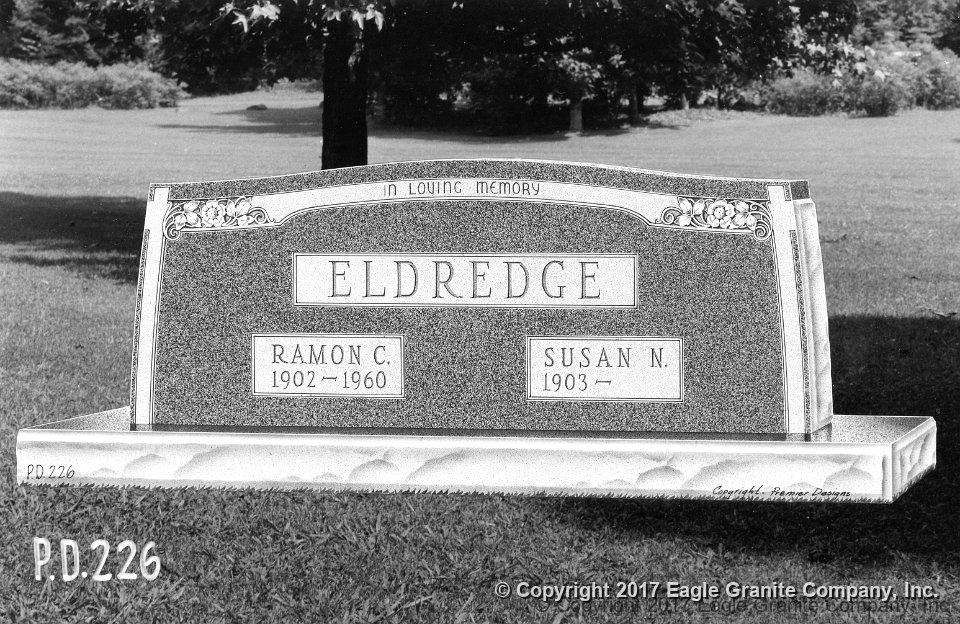 IN LOVING MEMORY
ELDREDGE
RAMON C.
1902 – 1960
SUSAN N.
1903 –
P.D. 226
Copyright - Premier Designs
P.D. 226
© Copyright 2017 Eagle Granite Company, Inc.
© Copyright 2017 Eagle Granite Company, Inc.